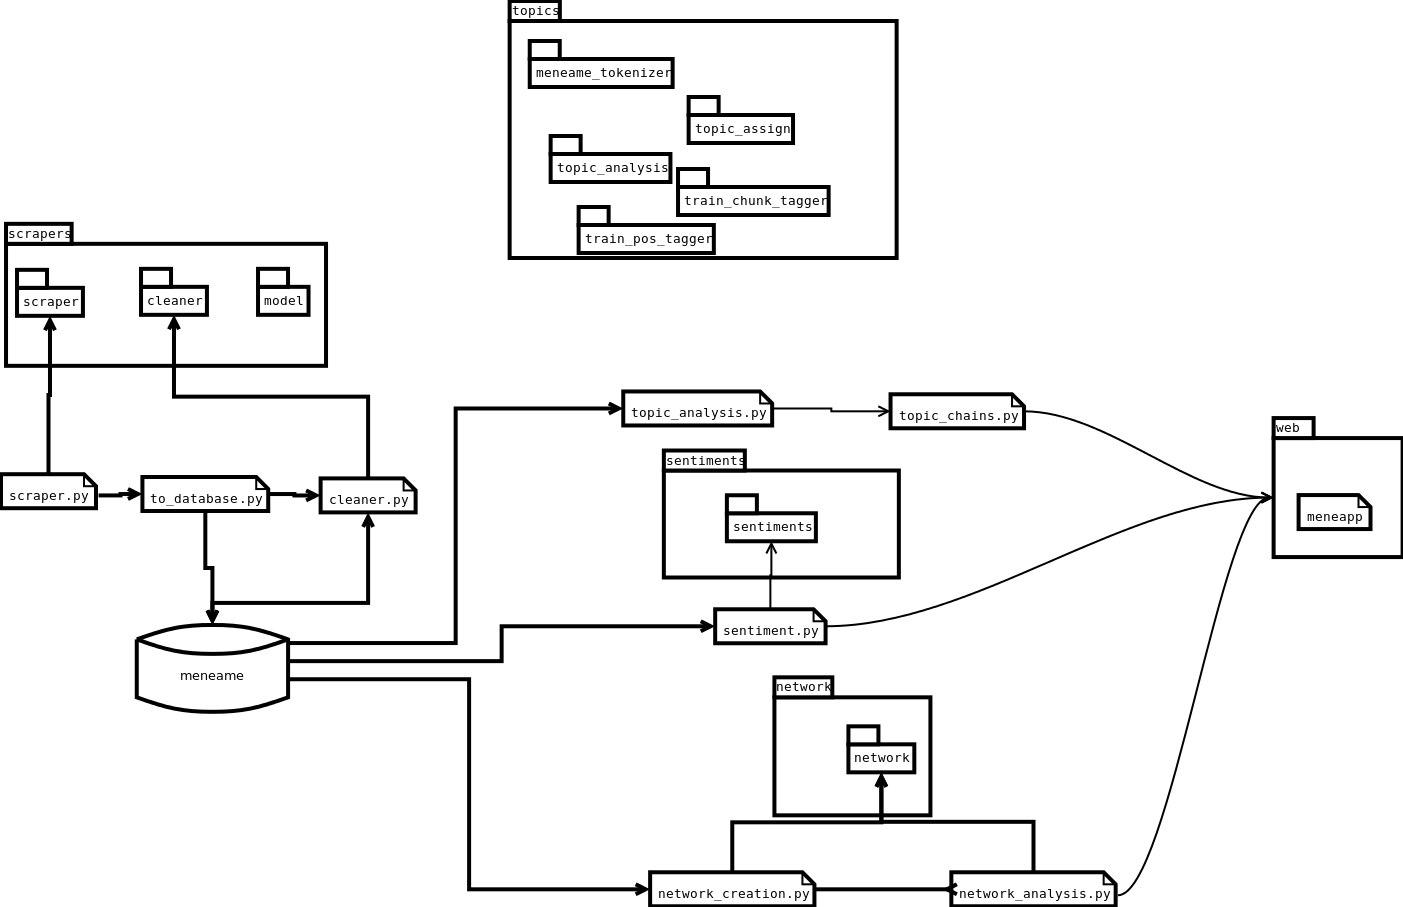 topics
meneame_tokenizer
topic_assign
topic_analysis
train_chunk_tagger
train_pos_tagger
scrapers
scraper
cleaner
model
topic_analysis.py
topic_chains.py
web
meneapp
sentiments
sentiments
scraper.py
to_database.py
cleaner.py
sentiment.py
meneame
network
network
network_creation.py
network_analysis.py